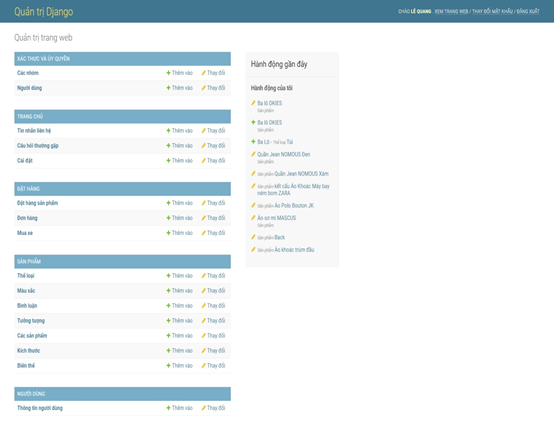 Quản trị Django
CHÀO LÊ QUANG. XEM TRANG WEB / THAY ĐỔI MẬT KHẨU / ĐĂNG XUẤT
Quản trị trang web
XÁC THỰC VÀ ỦY QUYỀN
Các nhóm Thêm vào Thay đổi
Người dùng Thêm vào Thay đổi
TRANG CHỦ
Tin nhắn liên hệ Thêm vào Thay đổi
Câu hỏi thường gặp Thêm vào Thay đổi
Cài đặt Thêm vào Thay đổi
ĐẶT HÀNG
Đặt hàng sản phẩm Thêm vào Thay đổi
Đơn hàng Thêm vào Thay đổi
Mua xe Thêm vào Thay đổi
SẢN PHẨM
Thể loại Thêm vào Thay đổi
Màu sắc Thêm vào Thay đổi
Bình luận Thêm vào Thay đổi
Tưởng tượng Thêm vào Thay đổi
Các sản phẩm Thêm vào Thay đổi
Kích thước Thêm vào Thay đổi
Biến thể Thêm vào Thay đổi
NGƯỜI DÙNG
Thông tin người dùng Thêm vào Thay đổi
Hành động gần đây
Hành động của tôi
Ba lô DKIES
Sản phẩm
Ba lô DKIES
Sản phẩm
Ba Lô - Thể loại Túi
Quần Jean NOMOUS Đen
Sản phẩm
Sản phẩm Quần Jean NOMOUS Xám
Sản phẩm kết cấu Áo Khoác Máy bay
ném bom ZARA
Sản phẩm Áo Polo Bouton JK
Áo sơ mi MASCUS
Sản phẩm
Sản phẩm Back
Sản phẩm Áo khoác trùm đầu